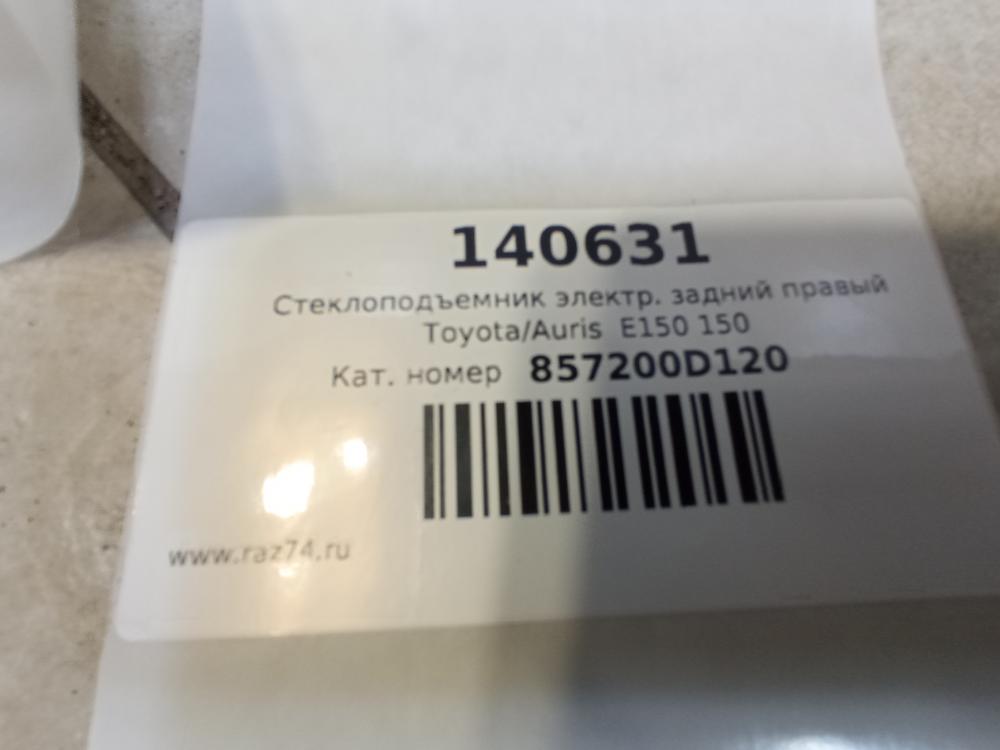 140631
Стеклоподъемник электр. задний правый
Toyota/Auris E150 150
Кат. номер 857200D120
www.raz74.ru